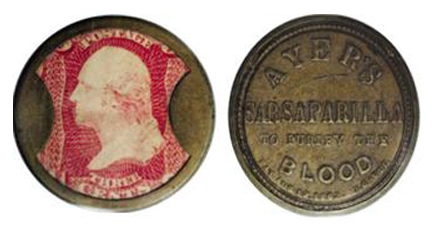 POSTAGE
THREE
CENTS
AYER'S
SARSAPARILLA
TO PURIFY THE
BLOOD